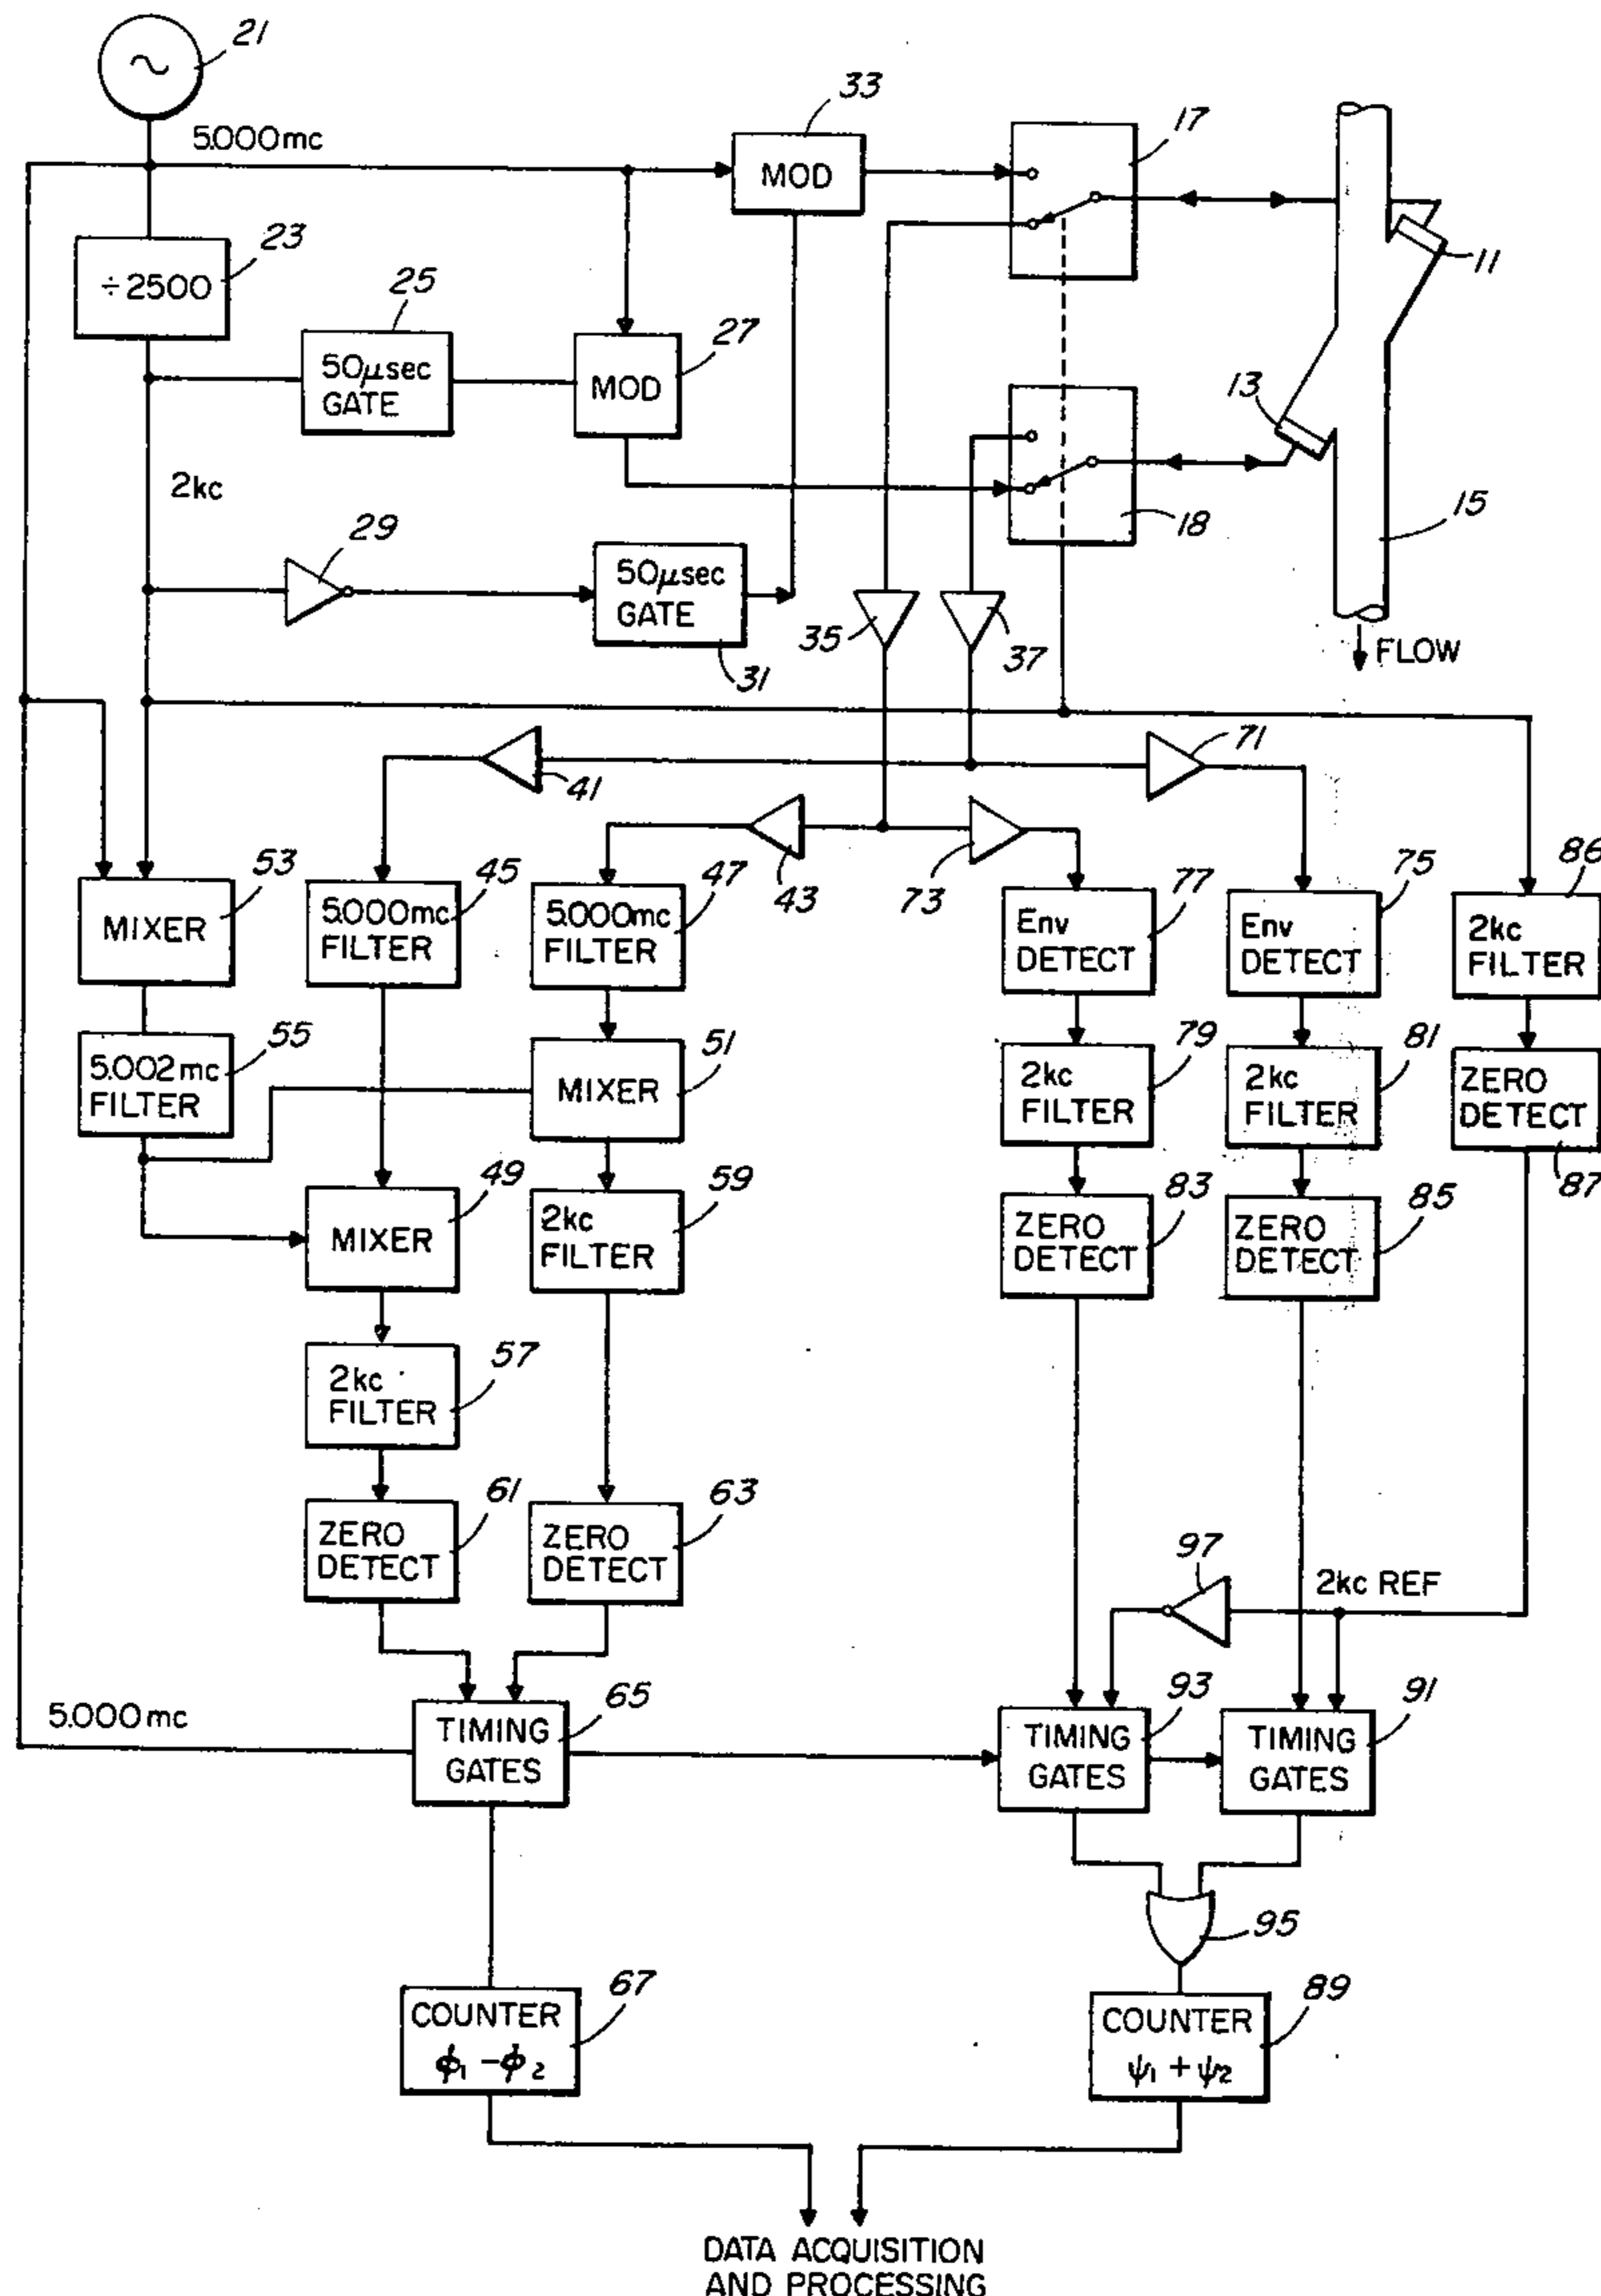 21
5.000mc
33
MOD
17
11
23
÷2500
25
50μsec
GATE
27
MOD
13
18
15
2kc
29
50μsec
GATE
31
35
37
FLOW
41
71
43
73
53
MIXER
45
5.000mc
FILTER
47
5.000mc
FILTER
77
Env
DETECT
75
Env
DETECT
86
2kc
FILTER
55
5.002mc
FILTER
51
MIXER
79
2kc
FILTER
81
2kc
FILTER
ZERO
DETECT
87
49
MIXER
59
2kc
FILTER
83
ZERO
DETECT
85
ZERO
DETECT
57
2kc
FILTER
61
ZERO
DETECT
63
ZERO
DETECT
97
2kc REF
5.000mc
65
TIMING
GATES
93
TIMING
GATES
91
TIMING
GATES
95
67
COUNTER
ϕ₁ - ϕ₂
89
COUNTER
ψ₁ + ψ₂
DATA ACQUISITION
AND PROCESSING